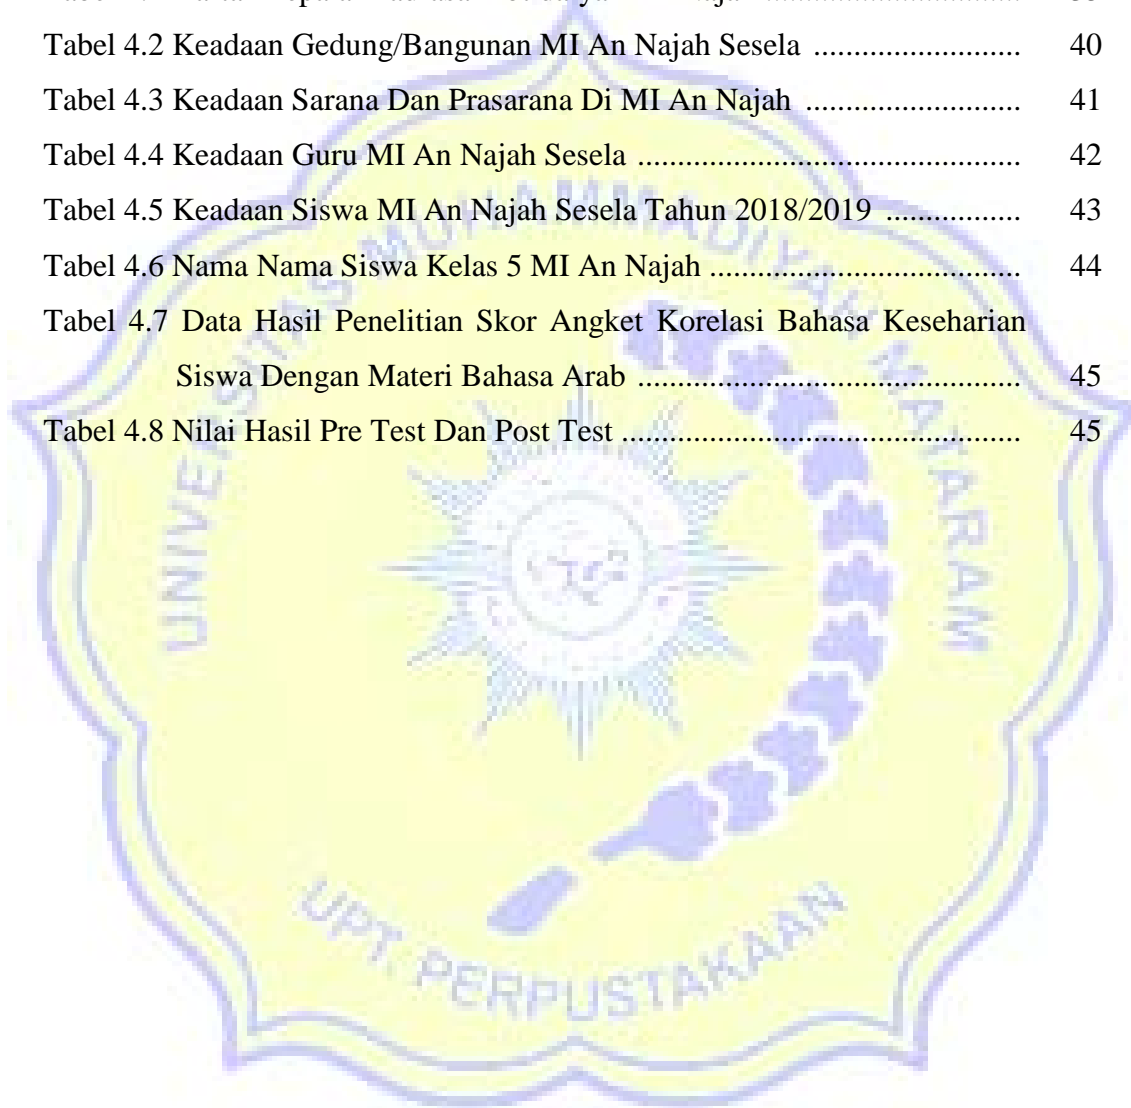 Tabel 4.2 Keadaan Gedung/Bangunan MI An Najah Sesela .......................... 40
Tabel 4.3 Keadaan Sarana Dan Prasarana Di MI An Najah ........................... 41
Tabel 4.4 Keadaan Guru MI An Najah Sesela ................................................ 42
Tabel 4.5 Keadaan Siswa MI An Najah Sesela Tahun 2018/2019 ................. 43
Tabel 4.6 Nama Nama Siswa Kelas 5 MI An Najah ....................................... 44
Tabel 4.7 Data Hasil Penelitian Skor Angket Korelasi Bahasa Keseharian
Siswa Dengan Materi Bahasa Arab ................................................ 45
Tabel 4.8 Nilai Hasil Pre Test Dan Post Test .................................................. 45
UNIVERSITAS MUHAMMADIYAH MATARAM
UPT. PERPUSTAKAAN